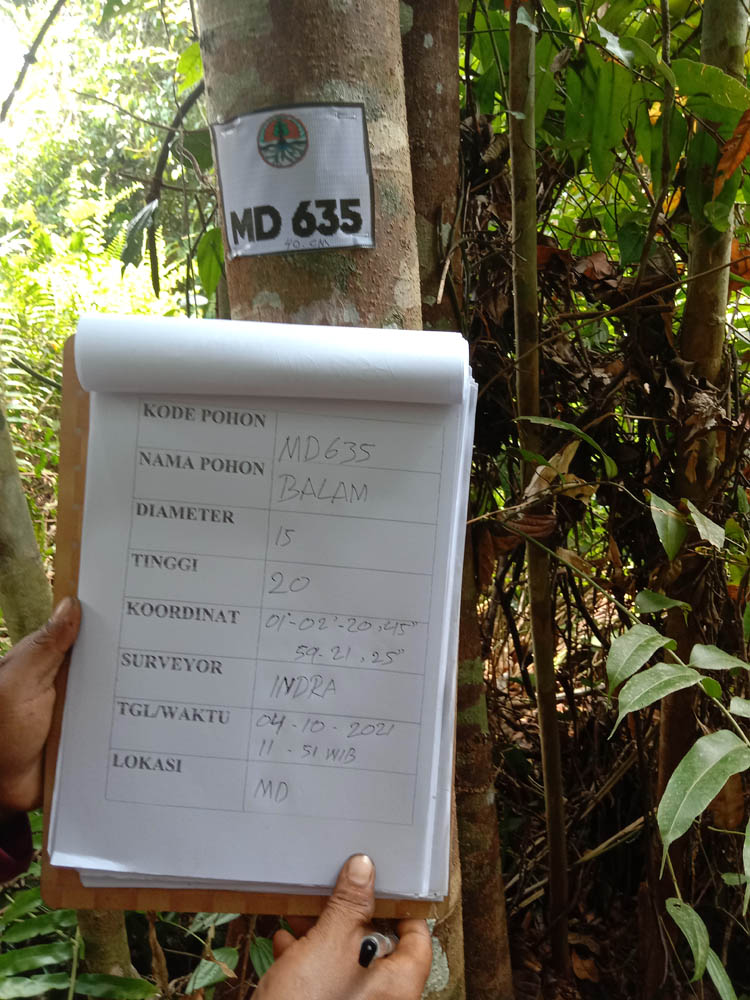 MD 635
40 CM
KODE POHON
MD635
NAMA POHON
BALAM
DIAMETER
15
TINGGI
20
KOORDINAT
01°-02'-20,45"
59-21,25"
SURVEYOR
INDRA
TGL/WAKTU
04-10-2021
11-51 WIB
LOKASI
MD